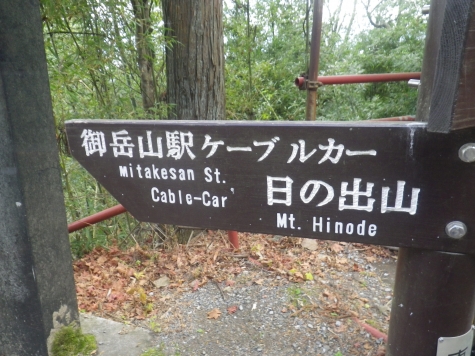 御岳山駅ケーブルカー
mitakesan St.
Cable-Car
日の出山
Mt. Hinode